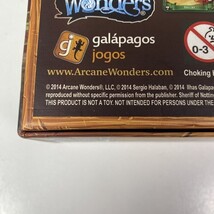 Wonders
galápagos
jogos
0-3
www.ArcaneWonders.com
Choking
© 2014 Arcane Wonders®, LLC, © 2014 Sergio Halaban, © 2014 Ilhas Galápa
reproduced without specific permission from the publisher. Sheriff of Notti
THIS PRODUCT IS NOT A TOY. NOT INTENDED FOR PERSONS UNDER THE